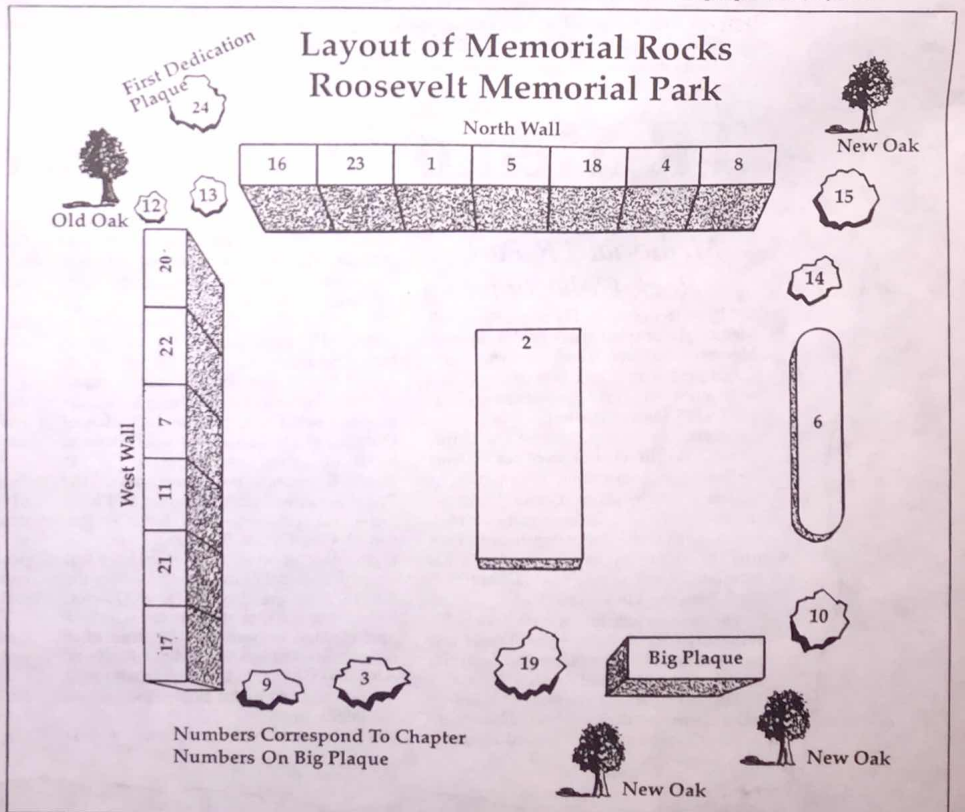 Layout of Memorial Rocks
Roosevelt Memorial Park
First Dedication
Plaque
24
North Wall
New Oak
16 23 1 5 18 4 8
Old Oak
12
13
15
14
West Wall
20
22
7
11
21
17
2
6
10
9
3
19
Big Plaque
Numbers Correspond To Chapter
Numbers On Big Plaque
New Oak
New Oak